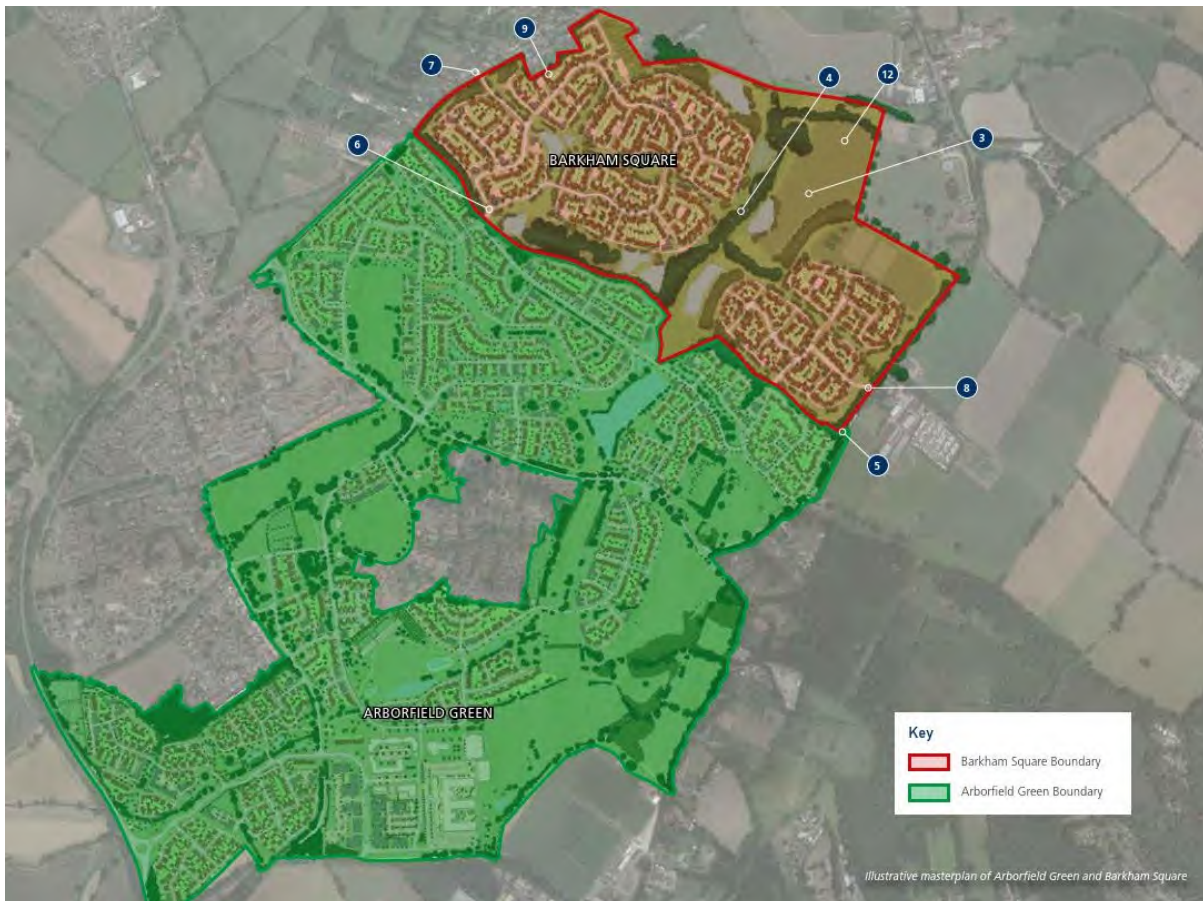 9
7
4
12
3
6
BARKHAM SQUARE
8
5
ARBORFIELD GREEN
Key
Barkham Square Boundary
Arborfield Green Boundary
Illustrative masterplan of Arborfield Green and Barkham Square